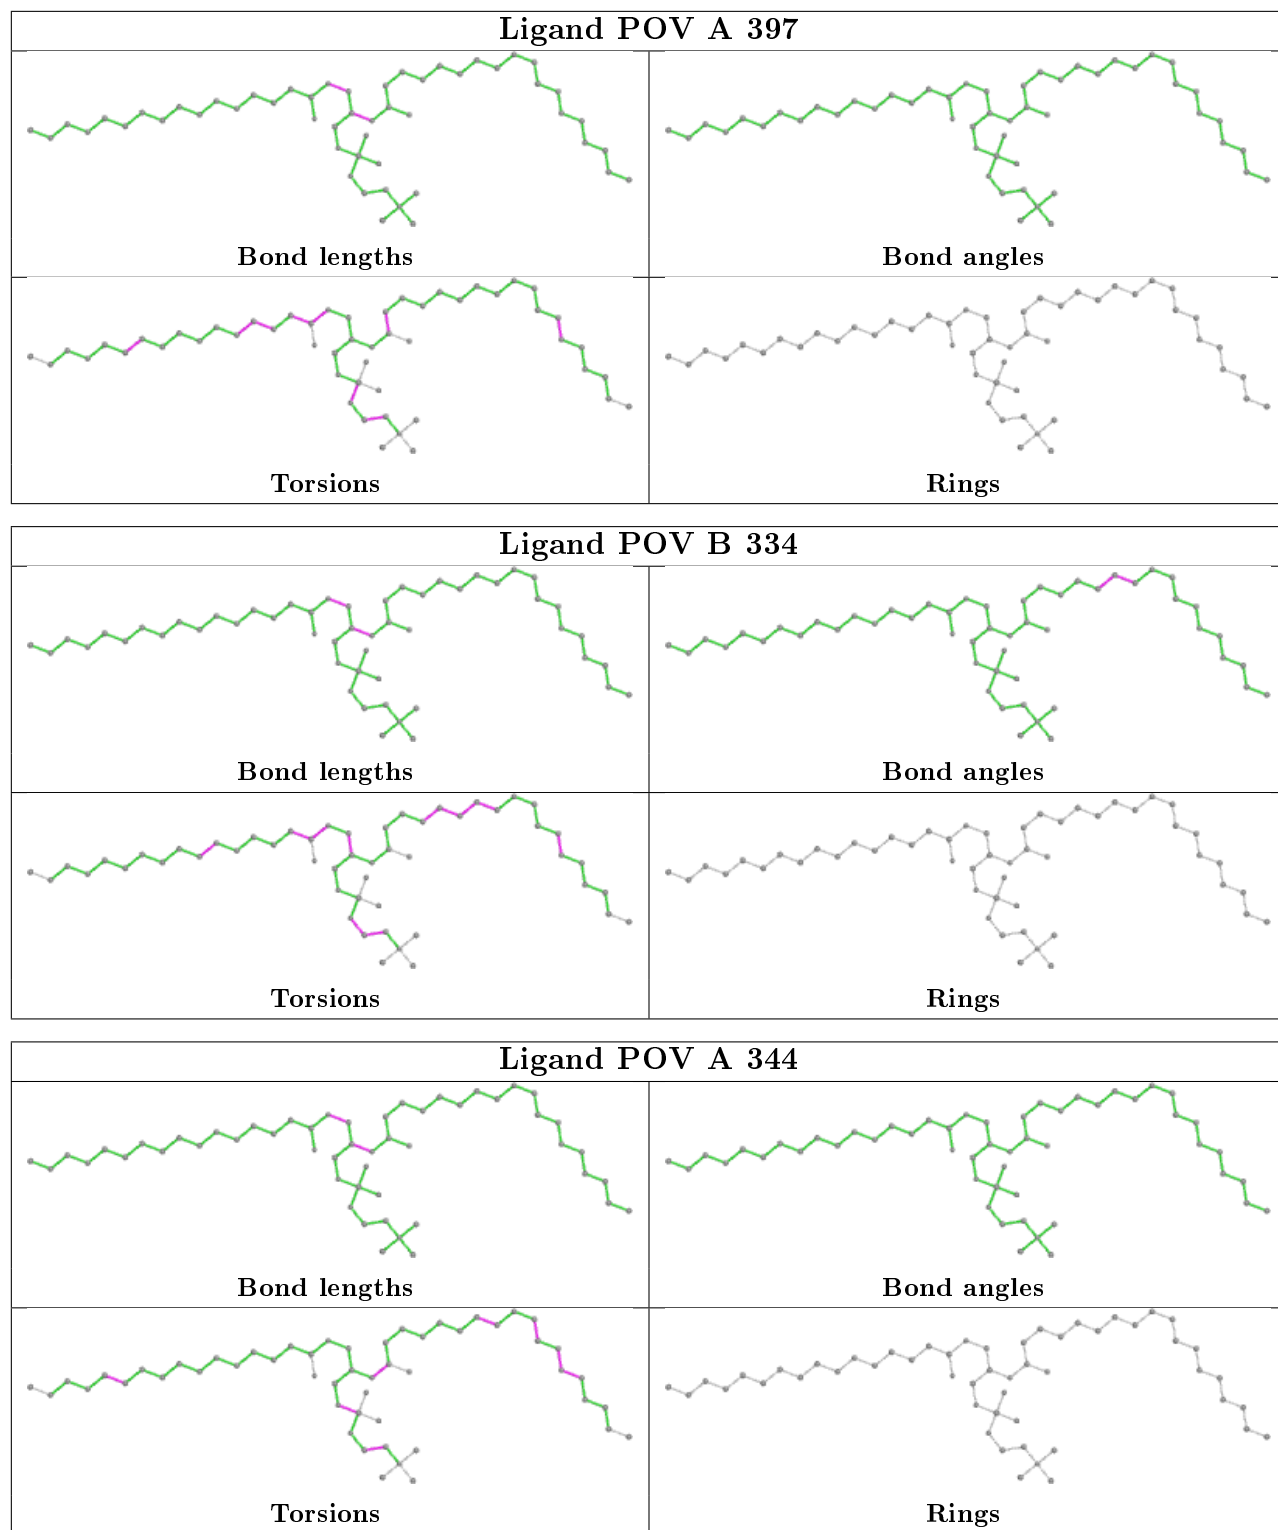 Ligand POV A 397
Bond lengths
Bond angles
Torsions
Rings
Ligand POV B 334
Bond lengths
Bond angles
Torsions
Rings
Ligand POV A 344
Bond lengths
Bond angles
Torsions
Rings